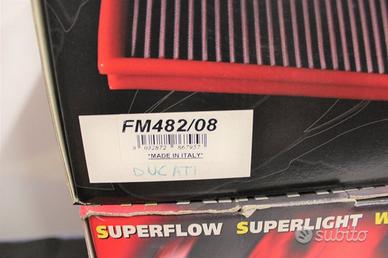 FM482/08
"MADE IN ITALY"
DUCATI
SUPERFLOW SUPERLIGHT W
subito